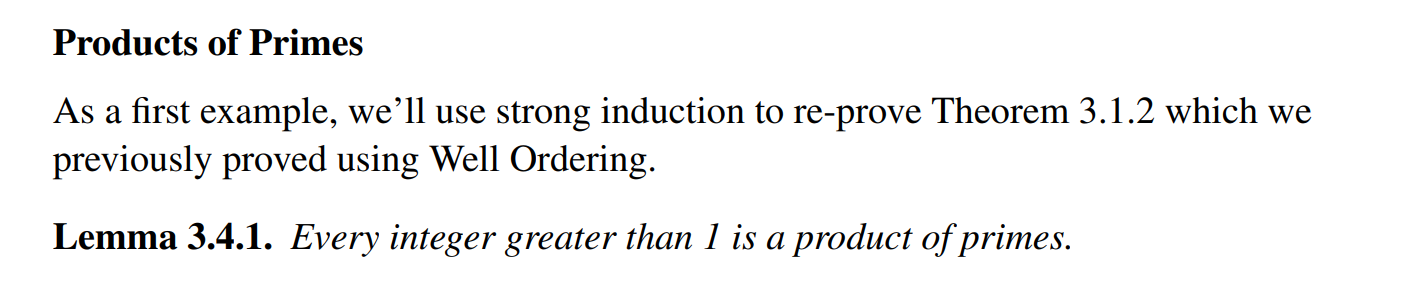 Products of Primes
As a first example, we’ll use strong induction to re-prove Theorem 3.1.2 which we
previously proved using Well Ordering.
Lemma 3.4.1. Every integer greater than 1 is a product of primes.